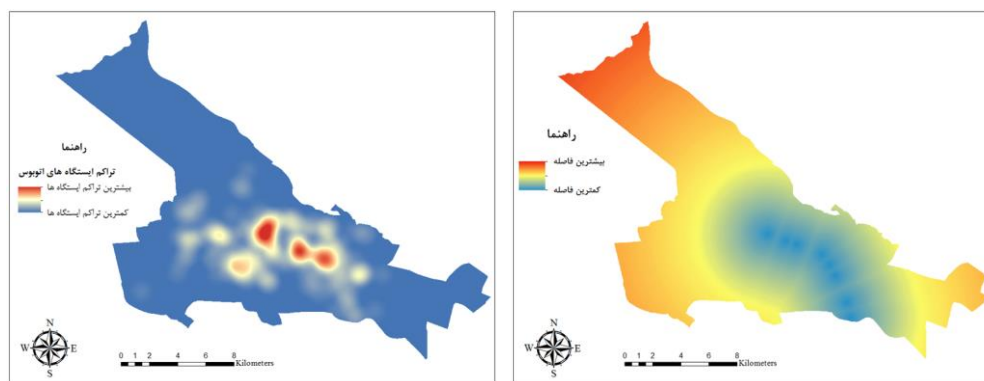 راهنما
تراکم ایستگاه های اتوبوس
بیشترین تراکم ایستگاه ها
کمترین تراکم ایستگاه ها
N
W E
S
0 1 2 4 6 8
Kilometers
راهنما
بیشترین فاصله
کمترین فاصله
N
W E
S
0 1 2 4 6 8
Kilometers